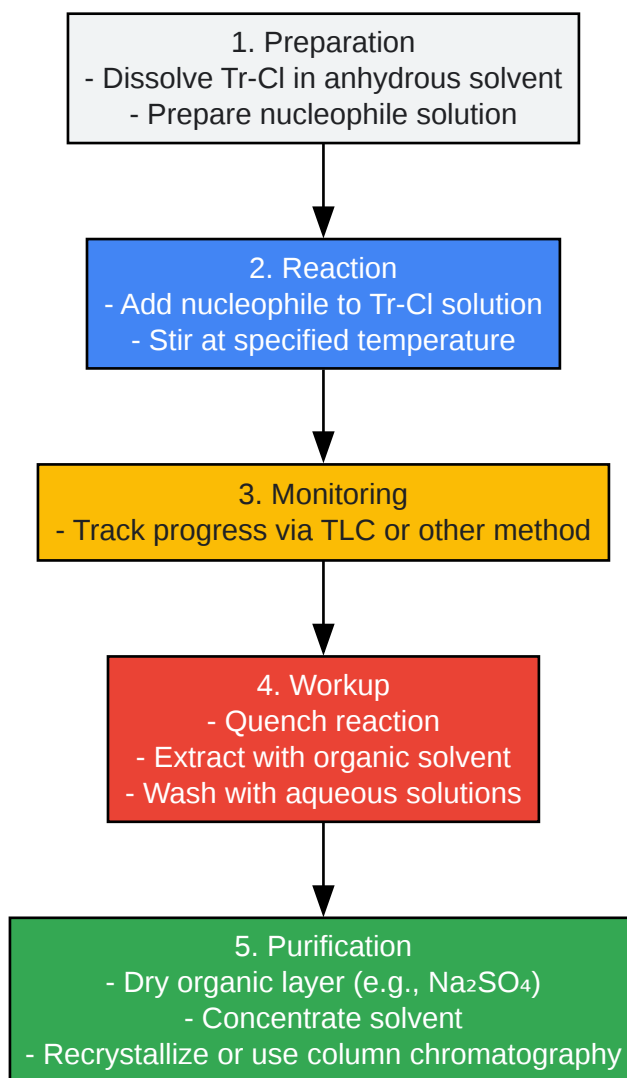 1. Preparation
- Dissolve Tr-Cl in anhydrous solvent
- Prepare nucleophile solution
2. Reaction
- Add nucleophile to Tr-Cl solution
- Stir at specified temperature
3. Monitoring
- Track progress via TLC or other method
4. Workup
- Quench reaction
- Extract with organic solvent
- Wash with aqueous solutions
5. Purification
- Dry organic layer (e.g., Na₂SO₄)
- Concentrate solvent
- Recrystallize or use column chromatography